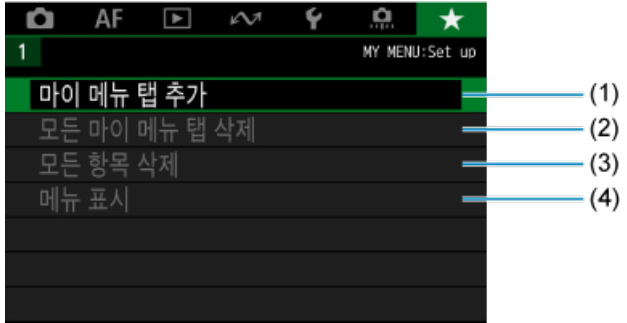 AF
1
MY MENU:Set up
마이 메뉴 탭 추가 (1)
모든 마이 메뉴 탭 삭제 (2)
모든 항목 삭제 (3)
메뉴 표시 (4)